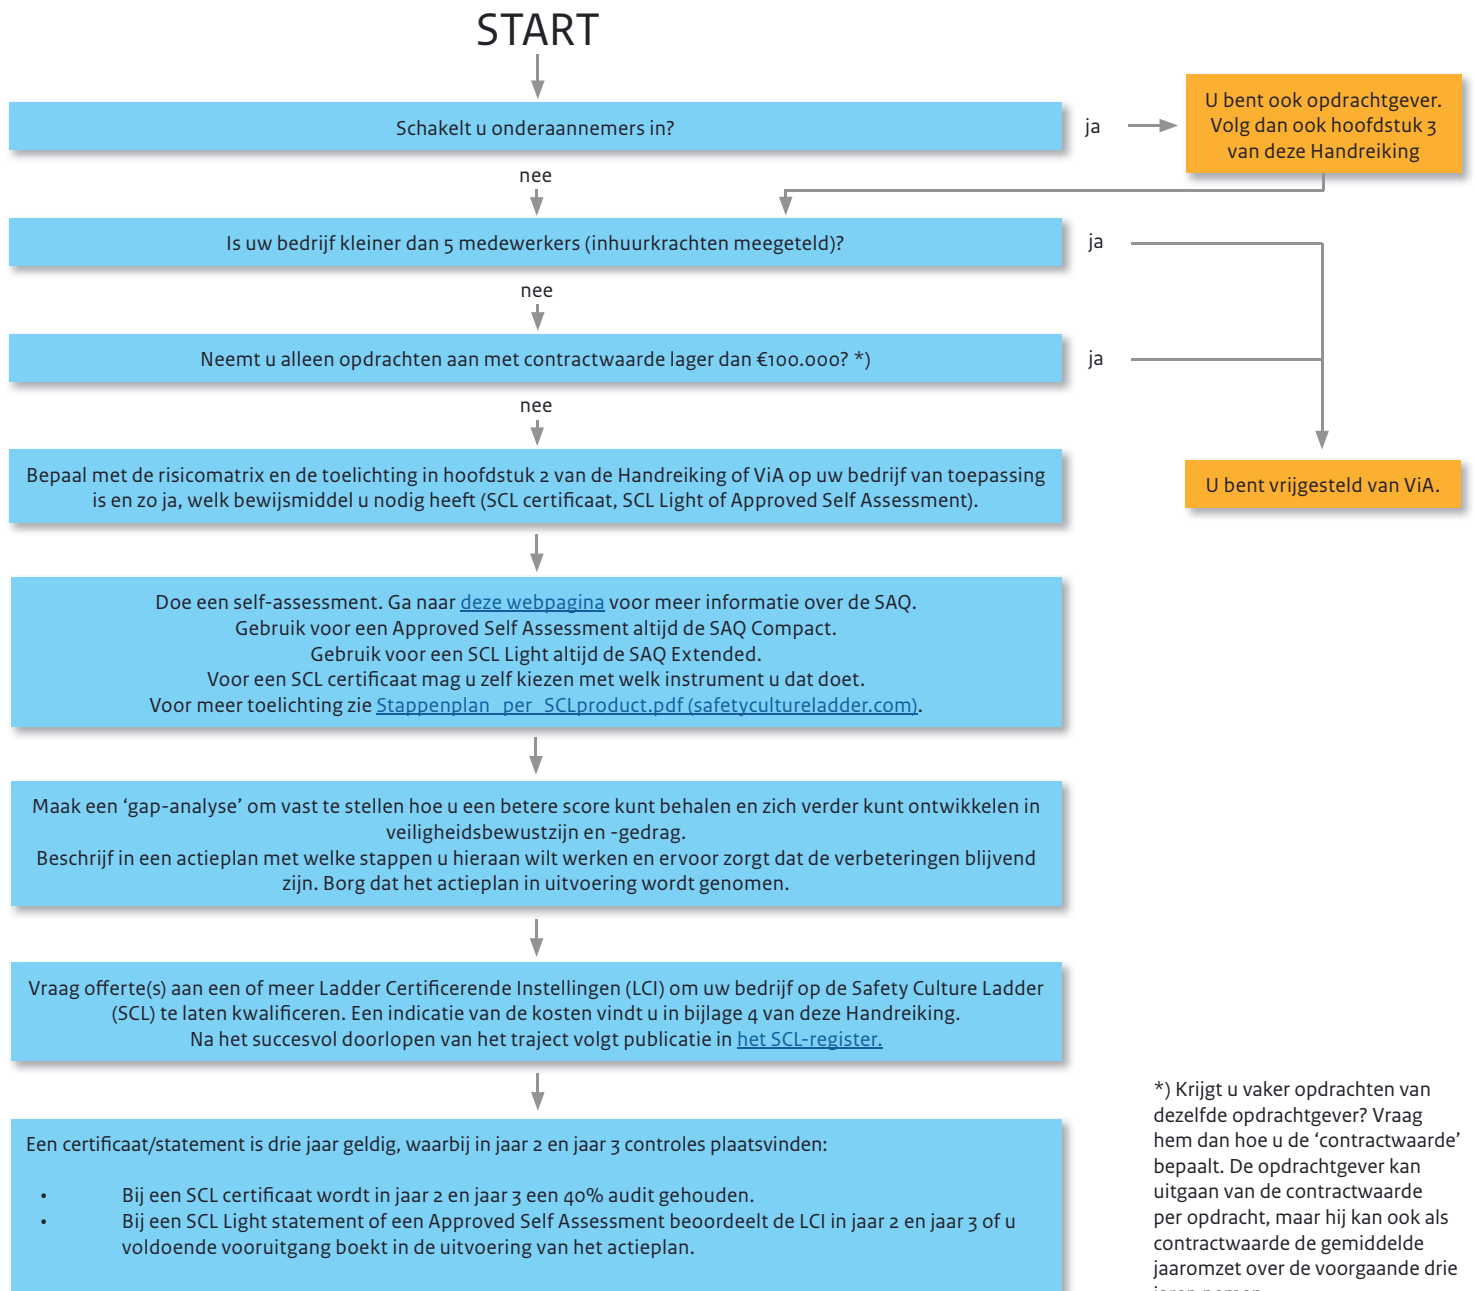 START
Schakelt u onderaannemers in?
ja
U bent ook opdrachtgever.
Volg dan ook hoofdstuk 3
van deze Handreiking
nee
Is uw bedrijf kleiner dan 5 medewerkers (inhuurkrachten meegeteld)?
ja
nee
Neemt u alleen opdrachten aan met contractwaarde lager dan €100.000? *)
ja
nee
Bepaal met de risicomatrix en de toelichting in hoofdstuk 2 van de Handreiking of ViA op uw bedrijf van toepassing
is en zo ja, welk bewijsmiddel u nodig heeft (SCL certificaat, SCL Light of Approved Self Assessment).
U bent vrijgesteld van ViA.
Doe een self-assessment. Ga naar deze webpagina voor meer informatie over de SAQ.
Gebruik voor een Approved Self Assessment altijd de SAQ Compact.
Gebruik voor een SCL Light altijd de SAQ Extended.
Voor een SCL certificaat mag u zelf kiezen met welk instrument u dat doet.
Voor meer toelichting zie Stappenplan_per_SCLproduct.pdf (safetycultureladder.com).
Maak een ‘gap-analyse’ om vast te stellen hoe u een betere score kunt behalen en zich verder kunt ontwikkelen in
veiligheidsbewustzijn en -gedrag.
Beschrijf in een actieplan met welke stappen u hieraan wilt werken en ervoor zorgt dat de verbeteringen blijvend
zijn. Borg dat het actieplan in uitvoering wordt genomen.
Vraag offerte(s) aan een of meer Ladder Certificerende Instellingen (LCI) om uw bedrijf op de Safety Culture Ladder
(SCL) te laten kwalificeren. Een indicatie van de kosten vindt u in bijlage 4 van deze Handreiking.
Na het succesvol doorlopen van het traject volgt publicatie in het SCL-register.
Een certificaat/statement is drie jaar geldig, waarbij in jaar 2 en jaar 3 controles plaatsvinden:
• Bij een SCL certificaat wordt in jaar 2 en jaar 3 een 40% audit gehouden.
• Bij een SCL Light statement of een Approved Self Assessment beoordeelt de LCI in jaar 2 en jaar 3 of u
voldoende vooruitgang boekt in de uitvoering van het actieplan.
*) Krijgt u vaker opdrachten van
dezelfde opdrachtgever? Vraag
hem dan hoe u de ‘contractwaarde’
bepaalt. De opdrachtgever kan
uitgaan van de contractwaarde
per opdracht, maar hij kan ook als
contractwaarde de gemiddelde
jaaromzet over de voorgaande drie